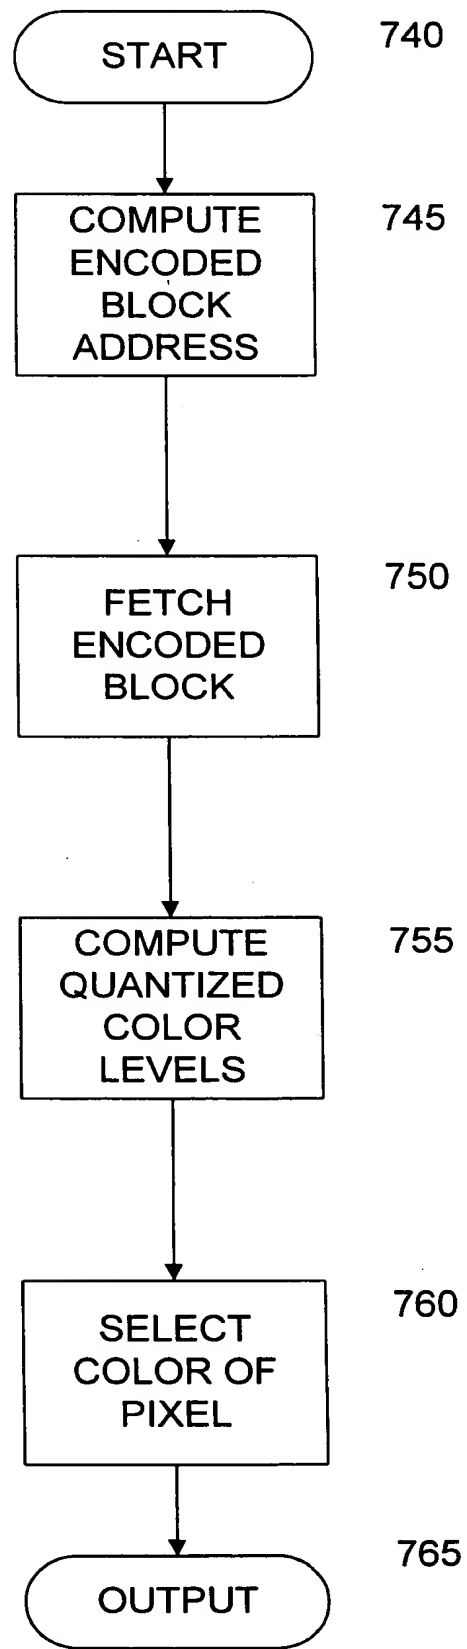 START
740
COMPUTE
ENCODED
BLOCK
ADDRESS
745
FETCH
ENCODED
BLOCK
750
COMPUTE
QUANTIZED
COLOR
LEVELS
755
SELECT
COLOR OF
PIXEL
760
OUTPUT
765